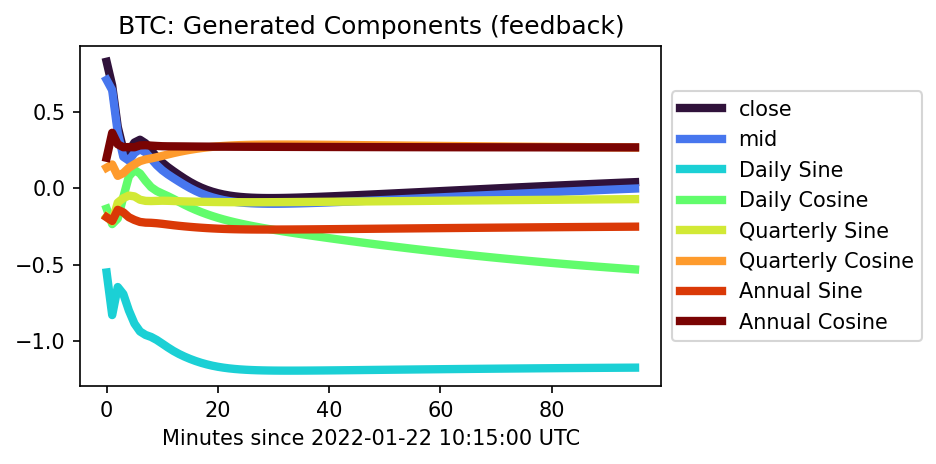 BTC: Generated Components (feedback)
0.5
0.0
−0.5
−1.0
0
20
40
60
80
Minutes since 2022-01-22 10:15:00 UTC
close
mid
Daily Sine
Daily Cosine
Quarterly Sine
Quarterly Cosine
Annual Sine
Annual Cosine